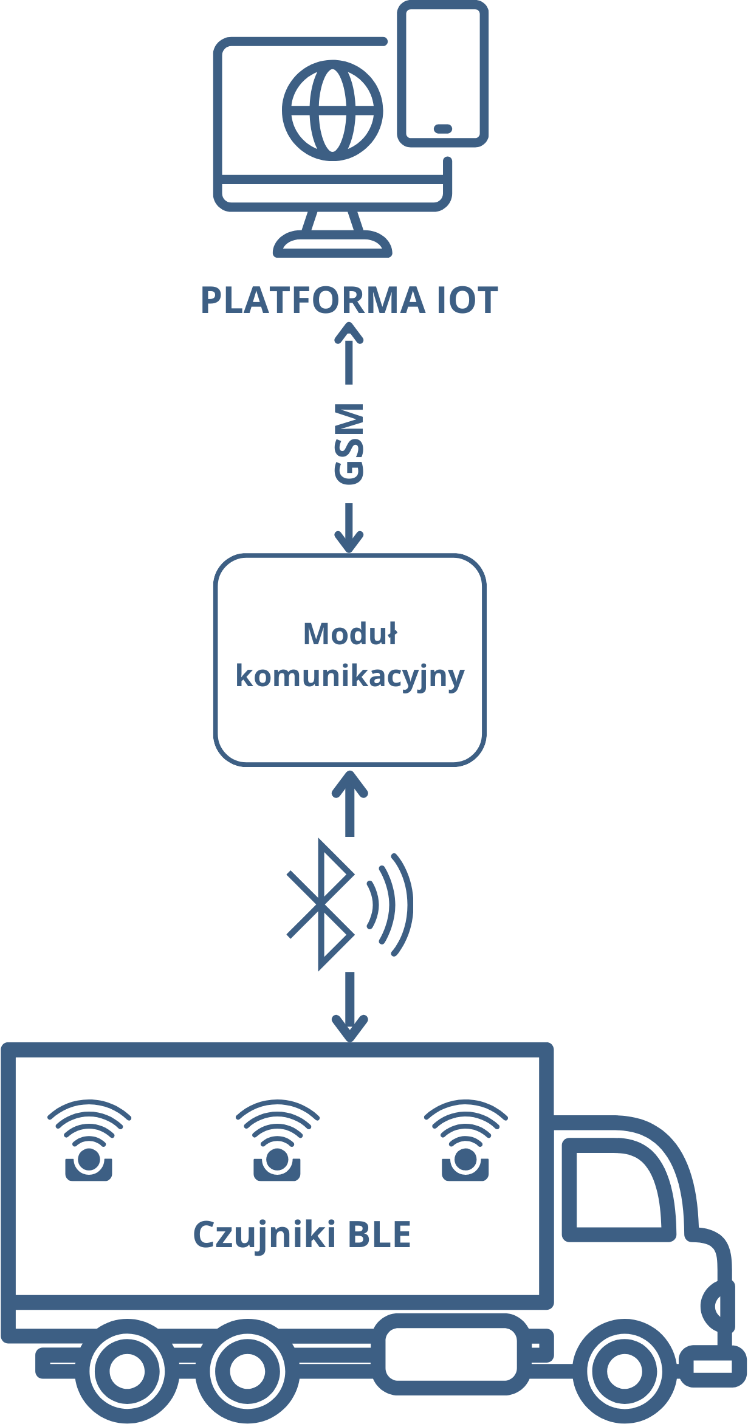 PLATFORMA IOT
GSM
Moduł
komunikacyjny
Czujniki BLE